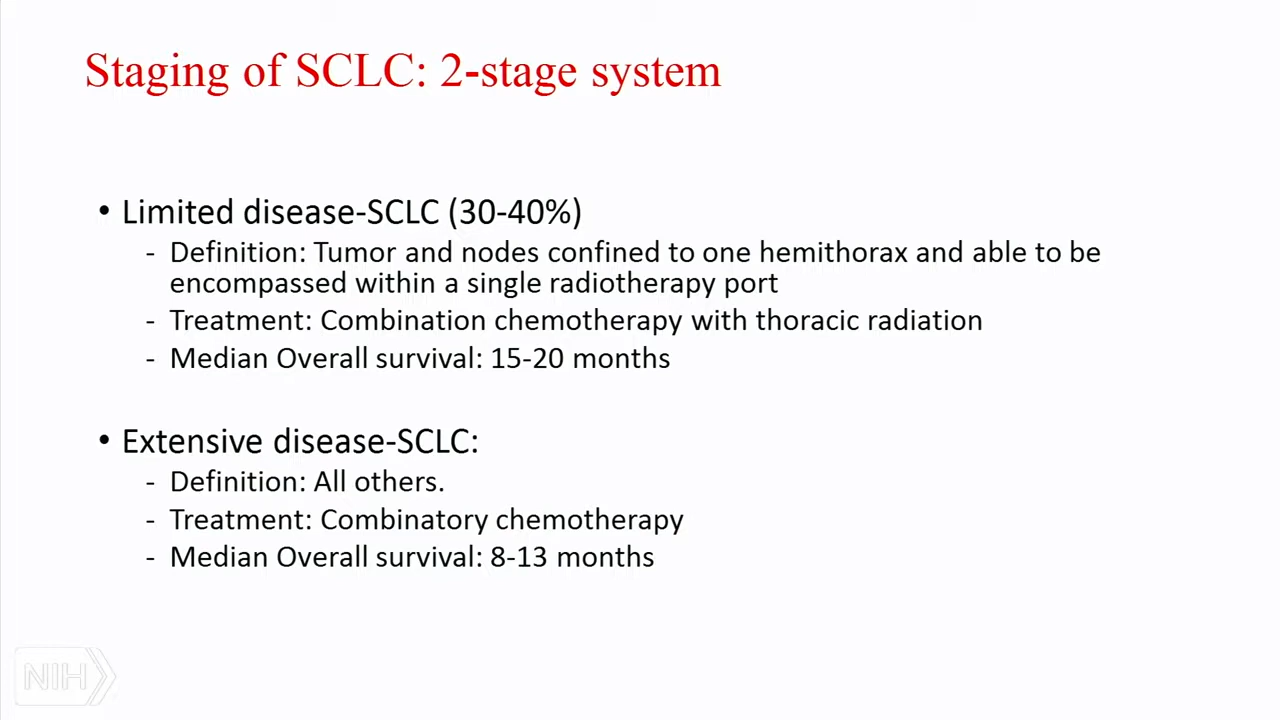 Staging of SCLC: 2-stage system
• Limited disease-SCLC (30-40%)
- Definition: Tumor and nodes confined to one hemithorax and able to be
encompassed within a single radiotherapy port
- Treatment: Combination chemotherapy with thoracic radiation
- Median Overall survival: 15-20 months
• Extensive disease-SCLC:
- Definition: All others.
- Treatment: Combinatory chemotherapy
- Median Overall survival: 8-13 months
NIH